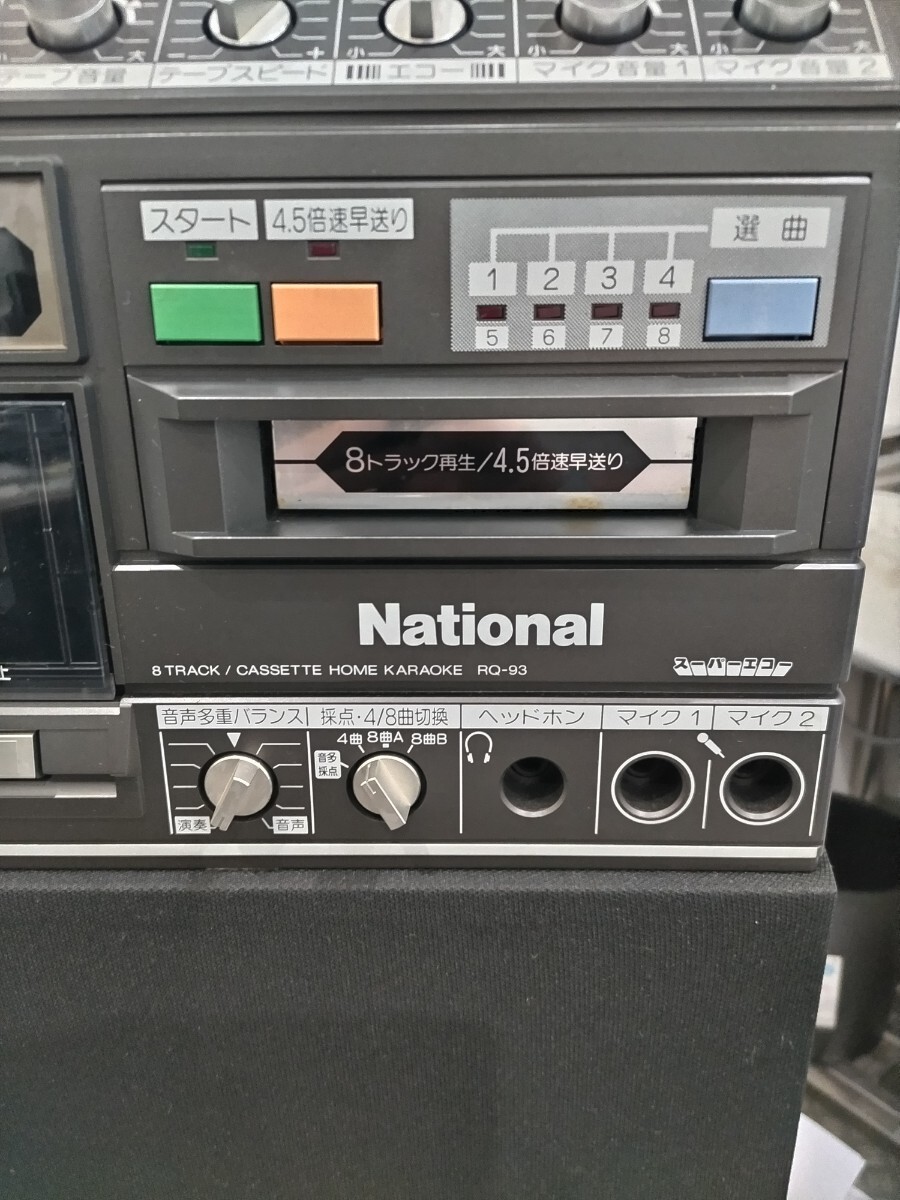 大 − + 小 大 小 大 小 大
テープ音量 テープスピード エコー マイク音量1 マイク音量2
スタート 4.5倍速早送り 選曲
1 2 3 4
5 6 7 8
8トラック再生/4.5倍速早送り
National
8 TRACK / CASSETTE HOME KARAOKE RQ-93 スーパーエコー
止
音声多重バランス 採点・4/8曲切換 ヘッドホン マイク1 マイク2
4曲 8曲A 8曲B
音多
採点
演奏 音声